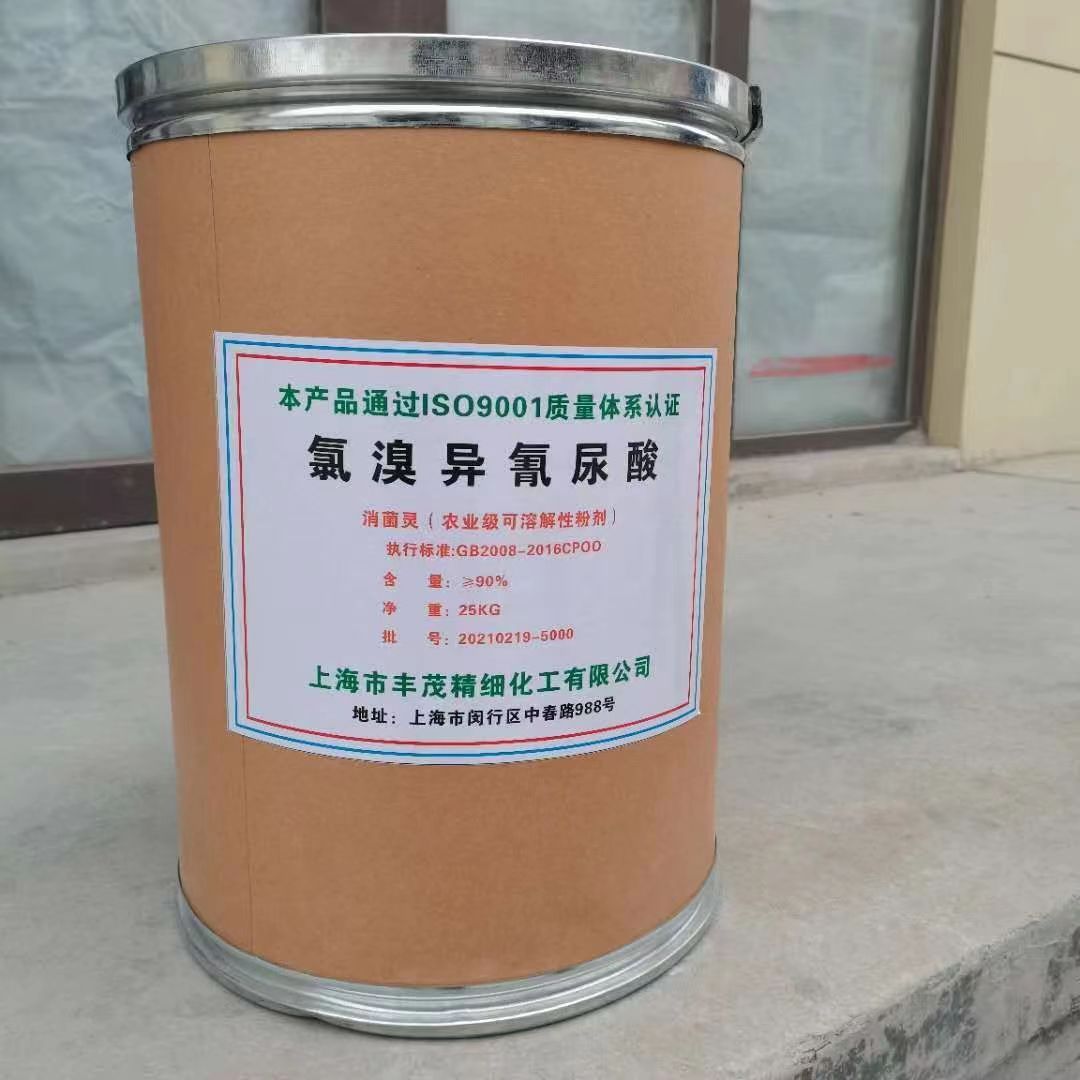 本产品通过ISO9001质量体系认证
氯溴异氰尿酸
消菌灵（农业级可溶解性粉剂）
执行标准:GB2008-2016CPOO
含 量：≥90%
净 重：25KG
批 号：20210219-5000
上海市丰茂精细化工有限公司
地址：上海市闵行区中春路988号